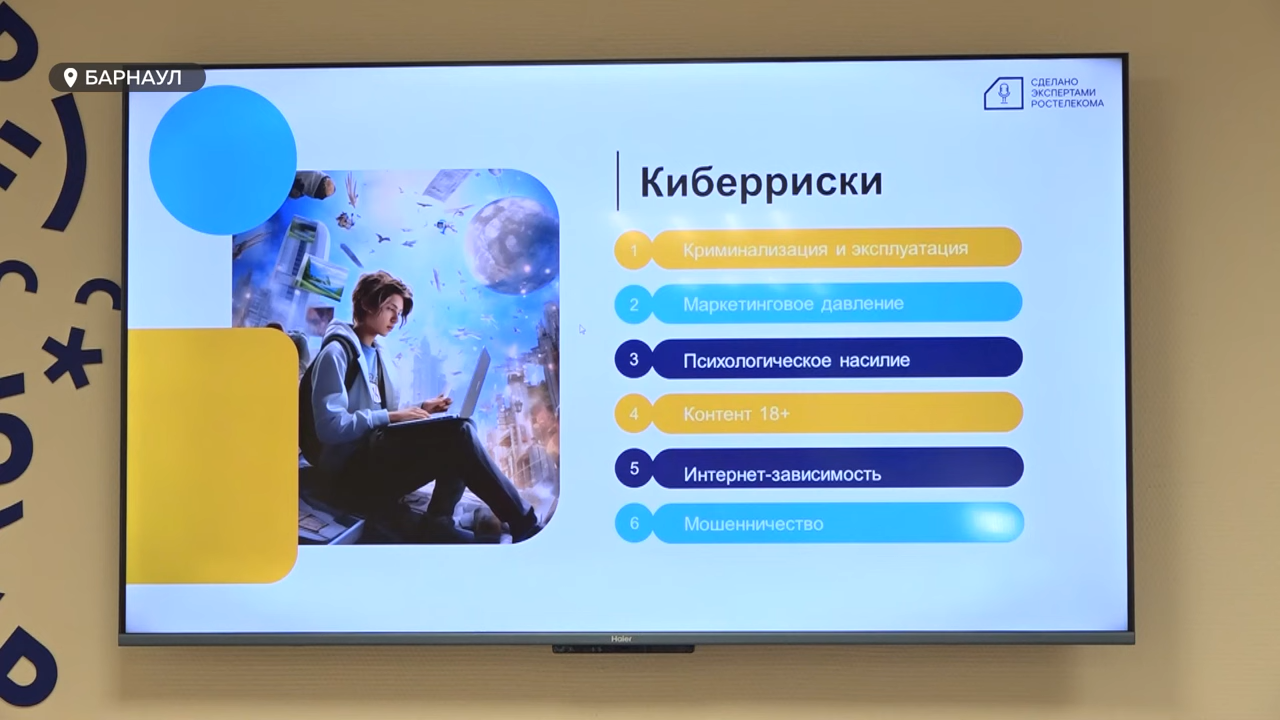 БАРНАУЛ
СДЕЛАНО
ЭКСПЕРТАМИ
РОСТЕЛЕКОМА
Киберриски
1 Криминализация и эксплуатация
2 Маркетинговое давление
3 Психологическое насилие
4 Контент 18+
5 Интернет-зависимость
6 Мошенничество
Haier